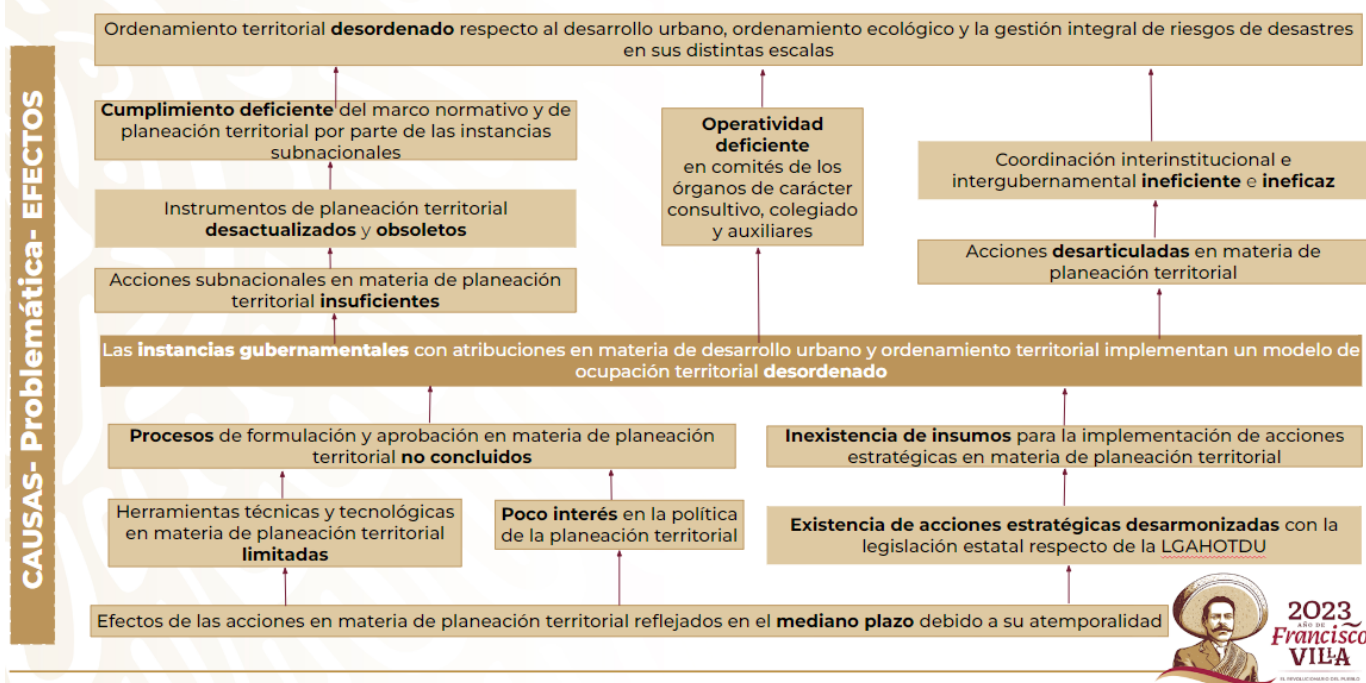 CAUSAS- Problemática- EFECTOS
Ordenamiento territorial desordenado respecto al desarrollo urbano, ordenamiento ecológico y la gestión integral de riesgos de desastres
en sus distintas escalas
Cumplimiento deficiente del marco normativo y de
planeación territorial por parte de las instancias
subnacionales
Operatividad
deficiente
en comités de los
órganos de carácter
consultivo, colegiado
y auxiliares
Coordinación interinstitucional e
intergubernamental ineficiente e ineficaz
Instrumentos de planeación territorial
desactualizados y obsoletos
Acciones desarticuladas en materia de
planeación territorial
Acciones subnacionales en materia de planeación
territorial insuficientes
Las instancias gubernamentales con atribuciones en materia de desarrollo urbano y ordenamiento territorial implementan un modelo de
ocupación territorial desordenado
Procesos de formulación y aprobación en materia de planeación
territorial no concluidos
Inexistencia de insumos para la implementación de acciones
estratégicas en materia de planeación territorial
Herramientas técnicas y tecnológicas
en materia de planeación territorial
limitadas
Poco interés en la política
de la planeación territorial
Existencia de acciones estratégicas desarmonizadas con la
legislación estatal respecto de la LGAHOTDU
Efectos de las acciones en materia de planeación territorial reflejados en el mediano plazo debido a su atemporalidad
2023
AÑO DE
Francisco
VILLA
EL REVOLUCIONARIO DEL PUEBLO